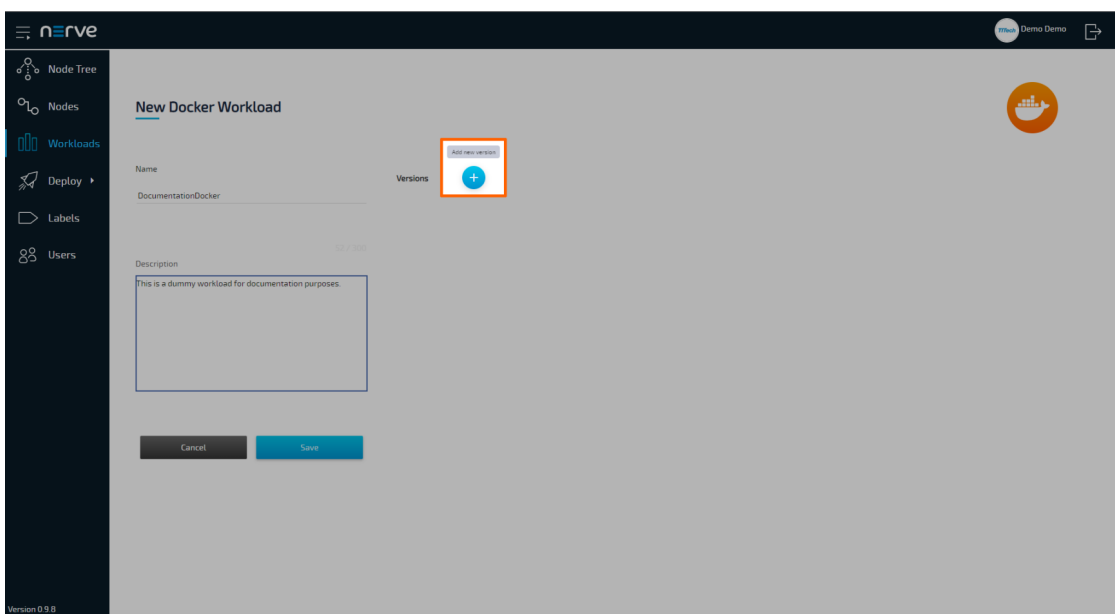 nerve
Demo Demo
Node Tree
Nodes
Workloads
Deploy
Labels
Users
New Docker Workload
Name
DocumentationDocker
Description
This is a dummy workload for documentation purposes.
Cancel
Save
Add new version
Versions
+
Version 0.9.8